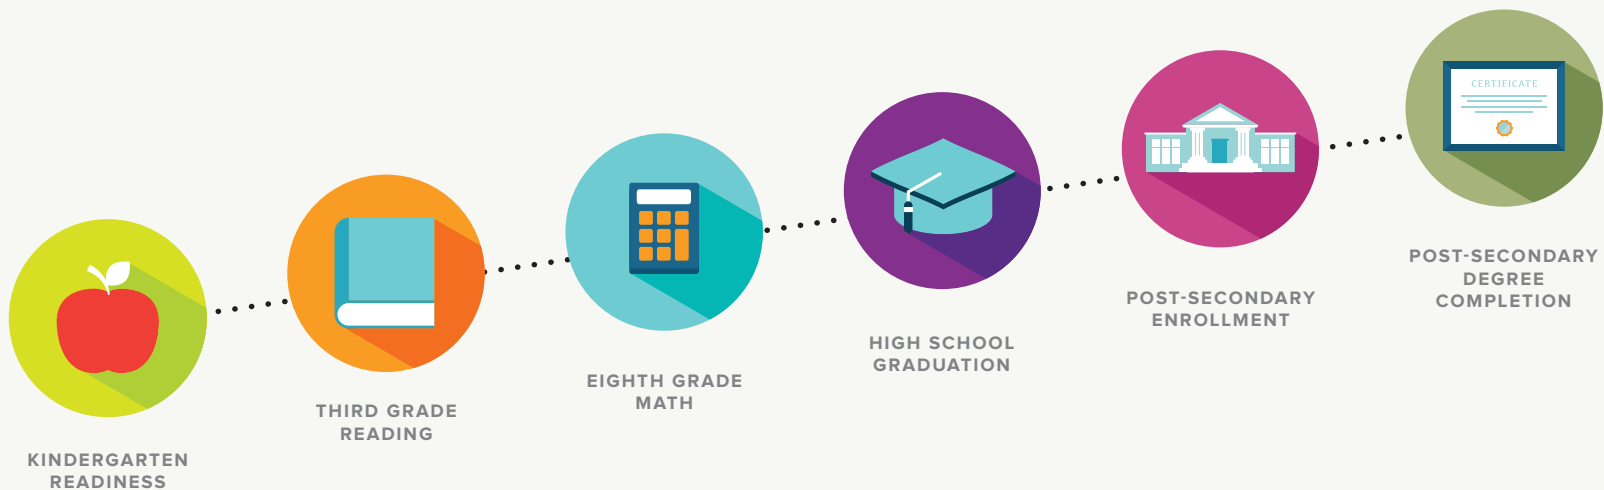 KINDERGARTEN
READINESS
THIRD GRADE
READING
EIGHTH GRADE
MATH
HIGH SCHOOL
GRADUATION
POST-SECONDARY
ENROLLMENT
CERTIFICATE
POST-SECONDARY
DEGREE
COMPLETION